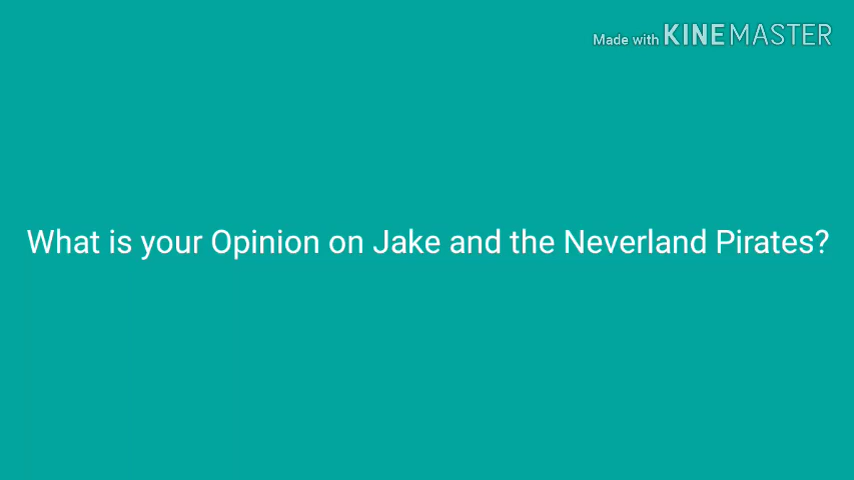 Made with KINEMASTER
What is your Opinion on Jake and the Neverland Pirates?